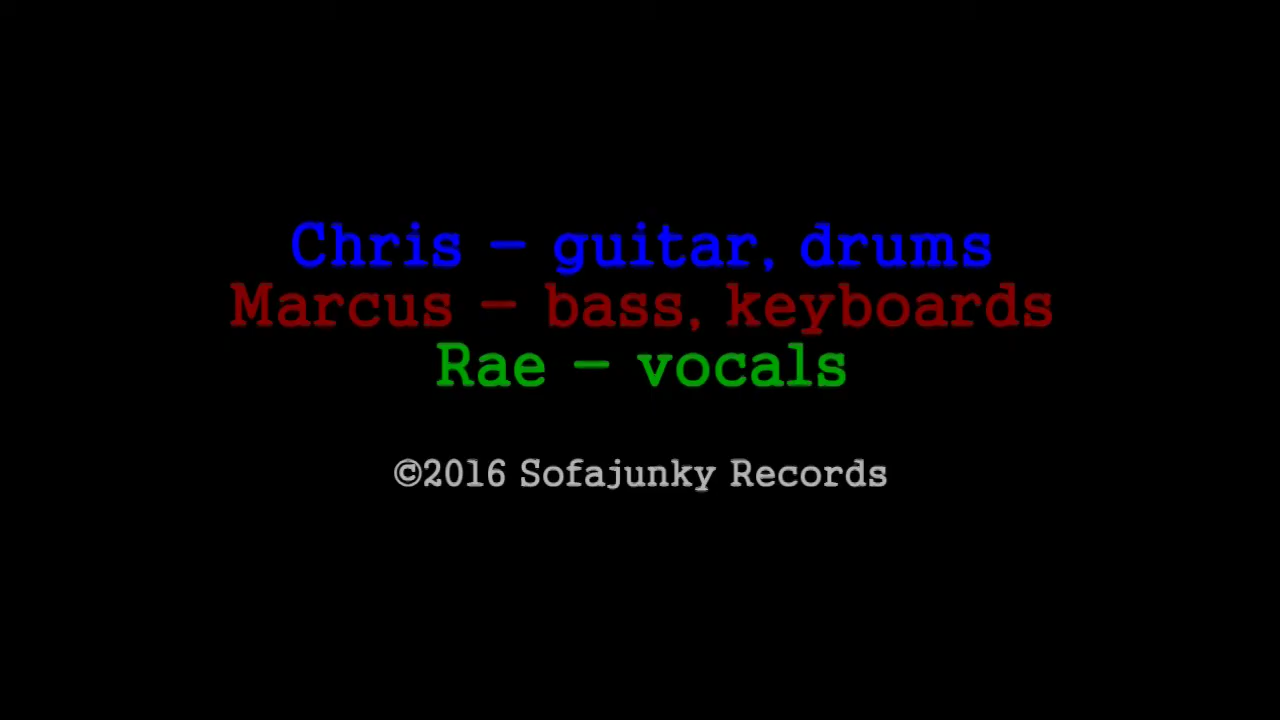 Chris – guitar, drums
Marcus – bass, keyboards
Rae – vocals
©2016 Sofajunky Records